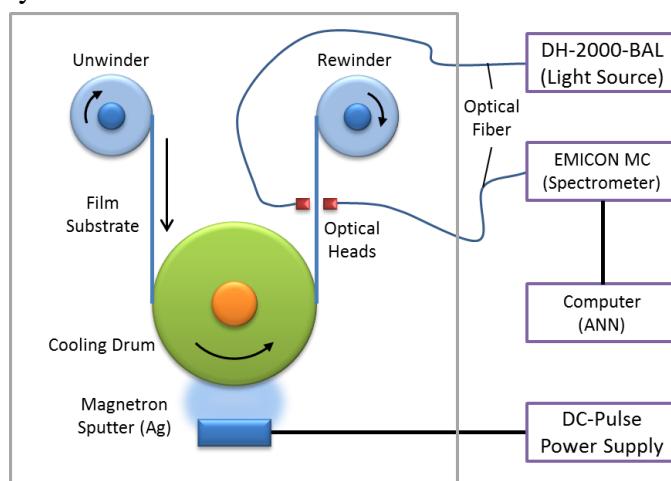 Unwinder
Rewinder
DH-2000-BAL
(Light Source)
Optical
Fiber
EMICON MC
(Spectrometer)
Film
Substrate
Optical
Heads
Computer
(ANN)
Cooling Drum
Magnetron
Sputter (Ag)
DC-Pulse
Power Supply